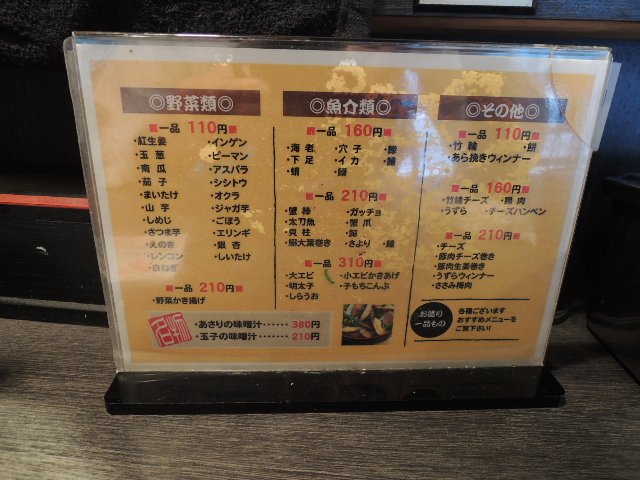 ◎野菜類◎
■一品 110円■
・紅生姜 ・インゲン
・玉葱 ・ピーマン
・南瓜 ・アスパラ
・茄子 ・シシトウ
・まいたけ ・オクラ
・山芋 ・ジャガ芋
・しめじ ・ごぼう
・さつま芋 ・エリンギ
・えのき ・銀杏
・レンコン ・しいたけ
・白ねぎ
■一品 210円■
・野菜かき揚げ
◎魚介類◎
■一品 160円■
・海老 ・穴子
・下足 ・イカ
・蛸
■一品 210円■
・蟹棒 ・ガッチョ
・太刀魚 ・蟹爪
・貝柱
・鰯大葉巻き ・さより
一品 310円■
・大エビ ・小エビかきあげ
・明太子 ・子もちこんぶ
・しらうお
◎その他◎
■一品 110円■
・竹輪 ・餅
・あら挽きウィンナー
■一品 160円■
・竹輪チーズ ・鶏肉
・うずら ・チーズハンペン
■一品 210円■
・チーズ
・豚肉チーズ巻き
・豚肉生姜巻き
・うずらウィンナー
・ささみ梅肉
・あさりの味噌汁……380円
・玉子の味噌汁……210円
お造り
一品もの
各種ございます
おすすめメニューを
ご覧下さい!